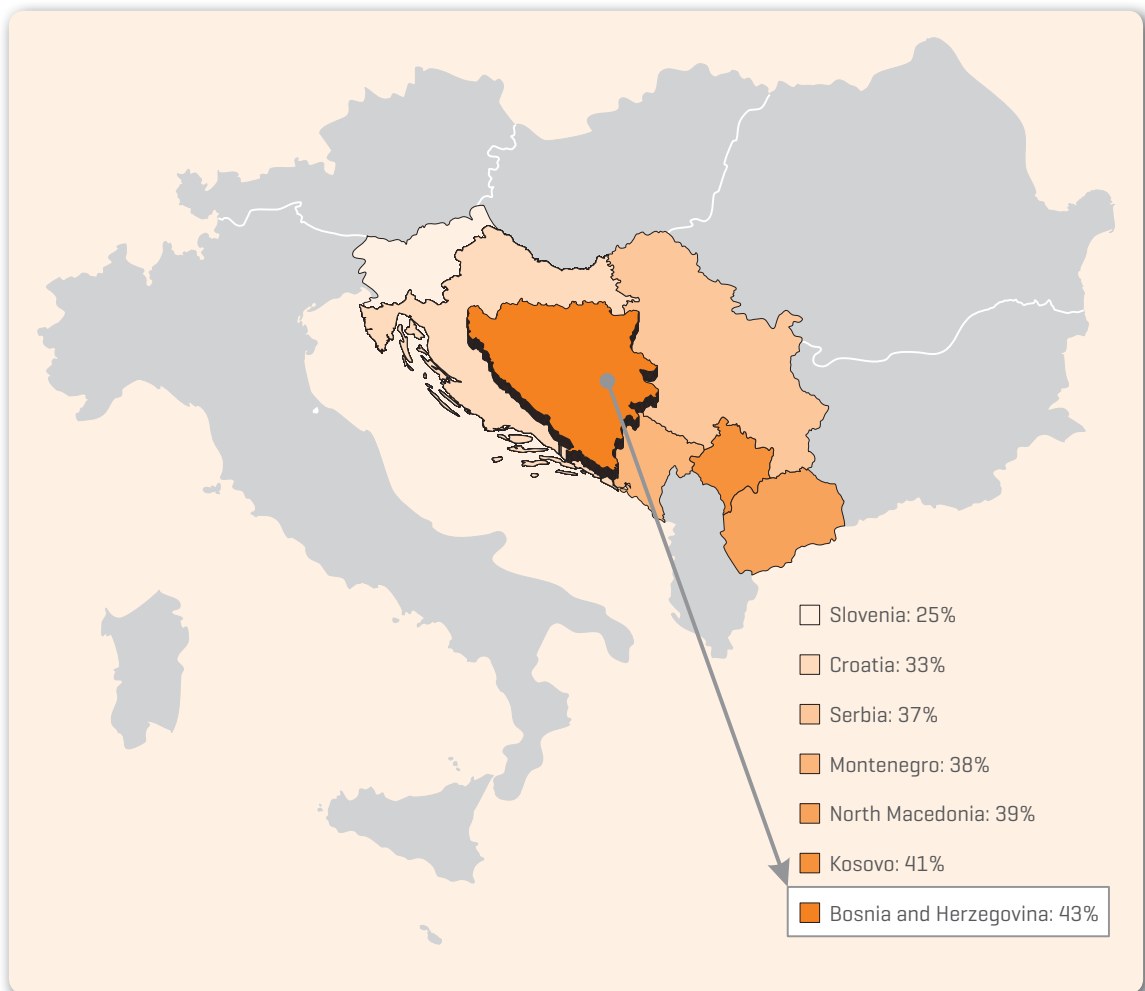 Slovenia: 25%
Croatia: 33%
Serbia: 37%
Montenegro: 38%
North Macedonia: 39%
Kosovo: 41%
Bosnia and Herzegovina: 43%